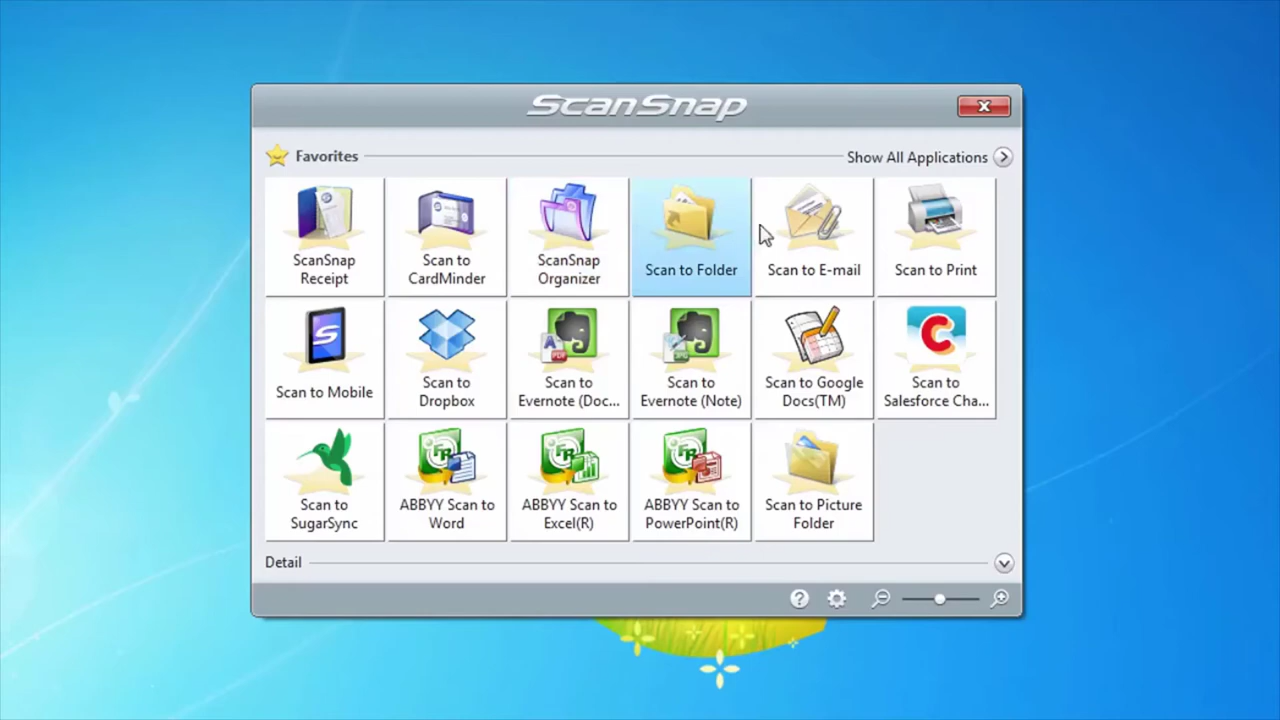 ScanSnap
Favorites
Show All Applications
ScanSnap
Receipt
Scan to
CardMinder
ScanSnap
Organizer
Scan to Folder
Scan to E-mail
Scan to Print
Scan to Mobile
Scan to
Dropbox
Scan to
Evernote (Doc...
Scan to
Evernote (Note)
Scan to Google
Docs(TM)
Scan to
Salesforce Cha...
Scan to
SugarSync
ABBYY Scan to
Word
ABBYY Scan to
Excel(R)
ABBYY Scan to
PowerPoint(R)
Scan to Picture
Folder
Detail